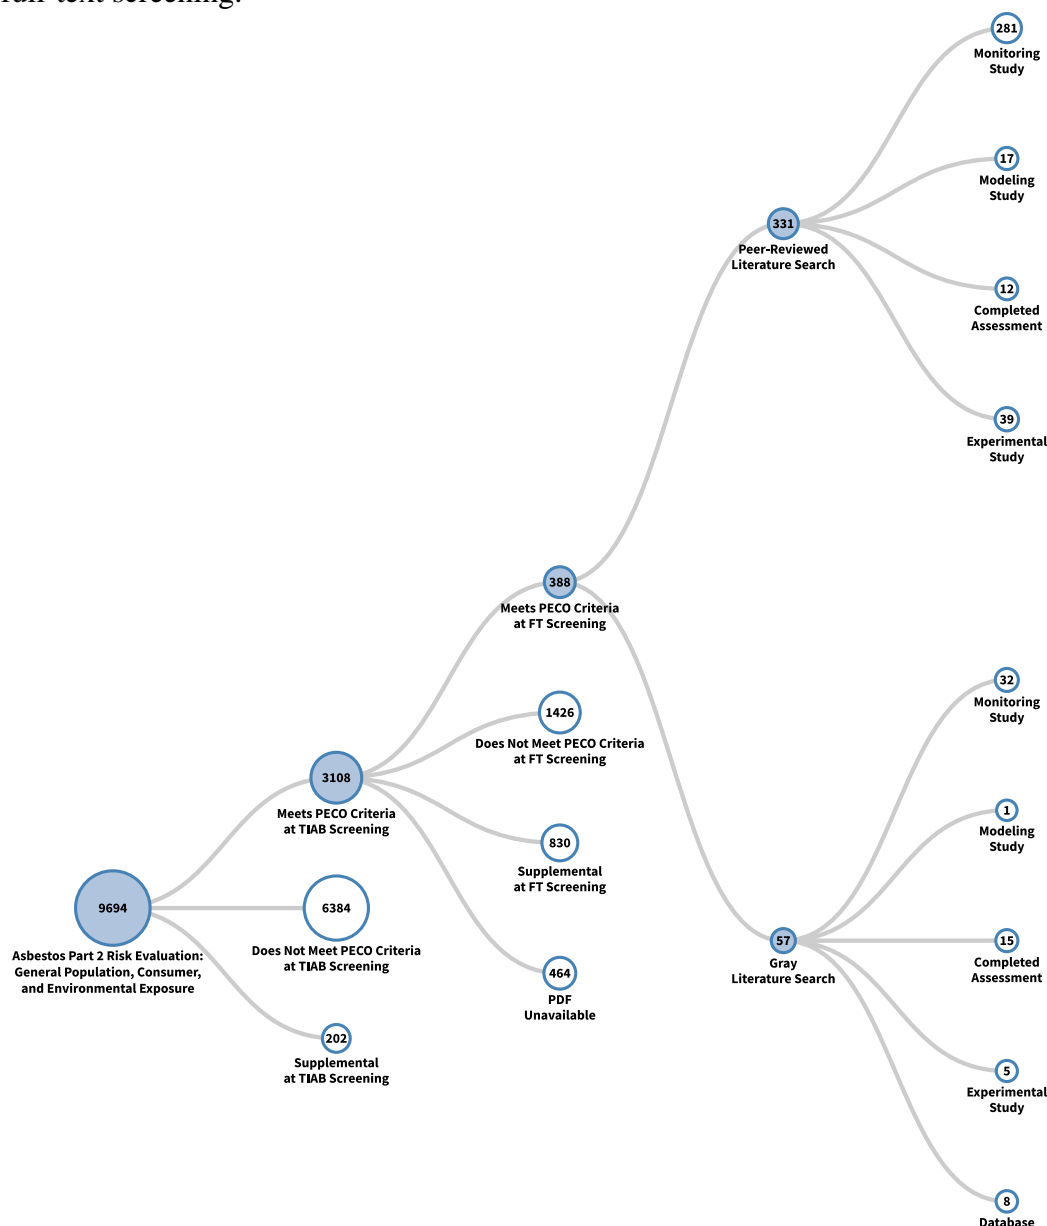 full-text screening.
281
Monitoring
Study
17
Modeling
Study
331
Peer-Reviewed
Literature Search
12
Completed
Assessment
39
Experimental
Study
388
Meets PECO Criteria
at FT Screening
32
Monitoring
Study
1426
Does Not Meet PECO Criteria
at FT Screening
3108
Meets PECO Criteria
at TIAB Screening
1
Modeling
Study
830
Supplemental
at FT Screening
9694
Asbestos Part 2 Risk Evaluation:
General Population, Consumer,
and Environmental Exposure
6384
Does Not Meet PECO Criteria
at TIAB Screening
57
Gray
Literature Search
15
Completed
Assessment
464
PDF
Unavailable
202
Supplemental
at TIAB Screening
5
Experimental
Study
8
Database